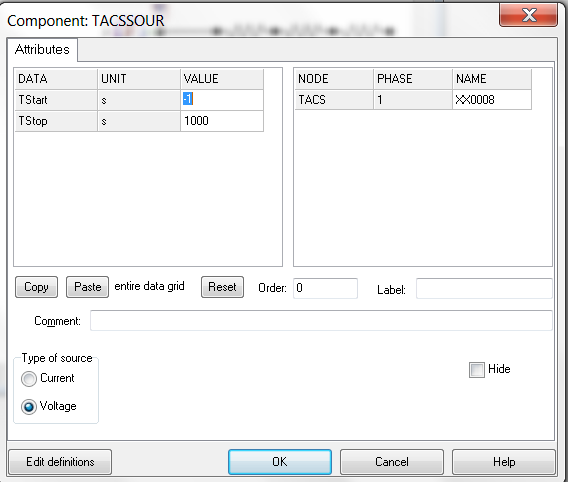 Component: TACSSOUR
Attributes
DATA UNIT VALUE
TStart s -1
TStop s 1000
NODE PHASE NAME
TACS 1 XX0008
Copy Paste entire data grid Reset Order: 0 Label:
Comment:
Type of source
Current
Voltage
Hide
Edit definitions OK Cancel Help